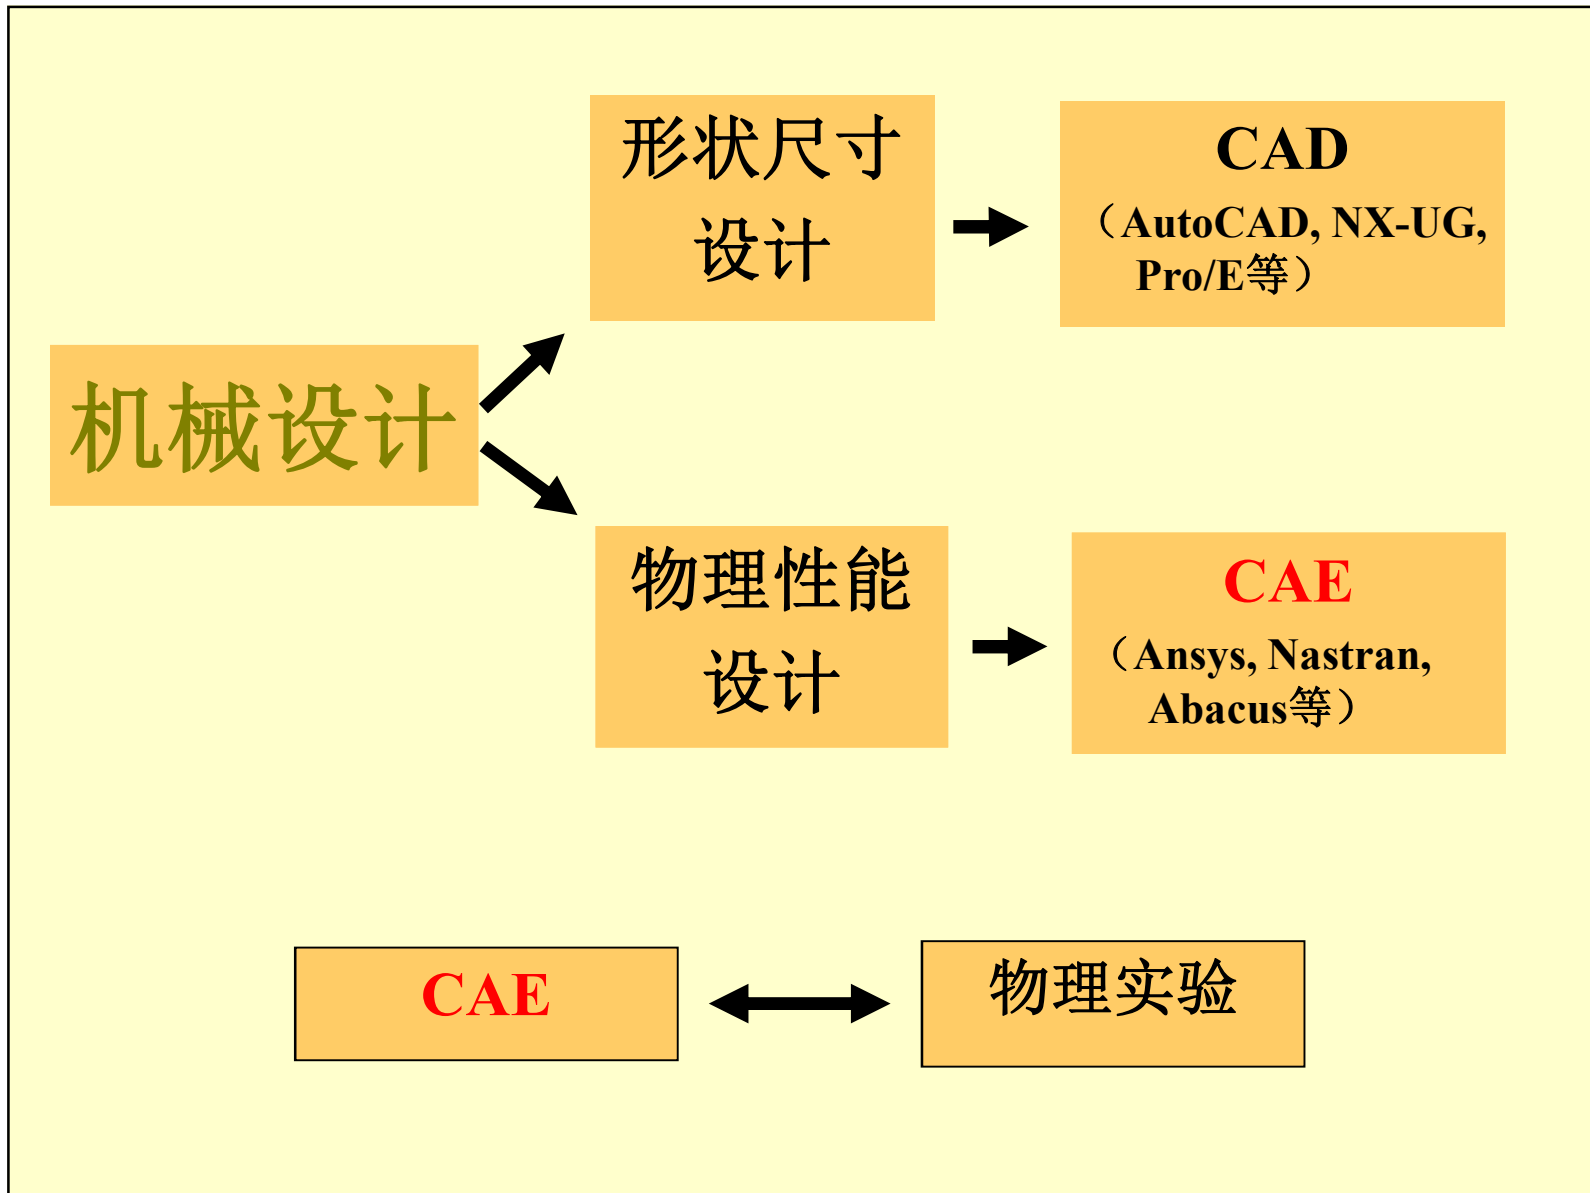 形状尺寸
设计
CAD
（AutoCAD, NX-UG,
Pro/E等）
机械设计
物理性能
设计
CAE
（Ansys, Nastran,
Abacus等）
CAE
物理实验